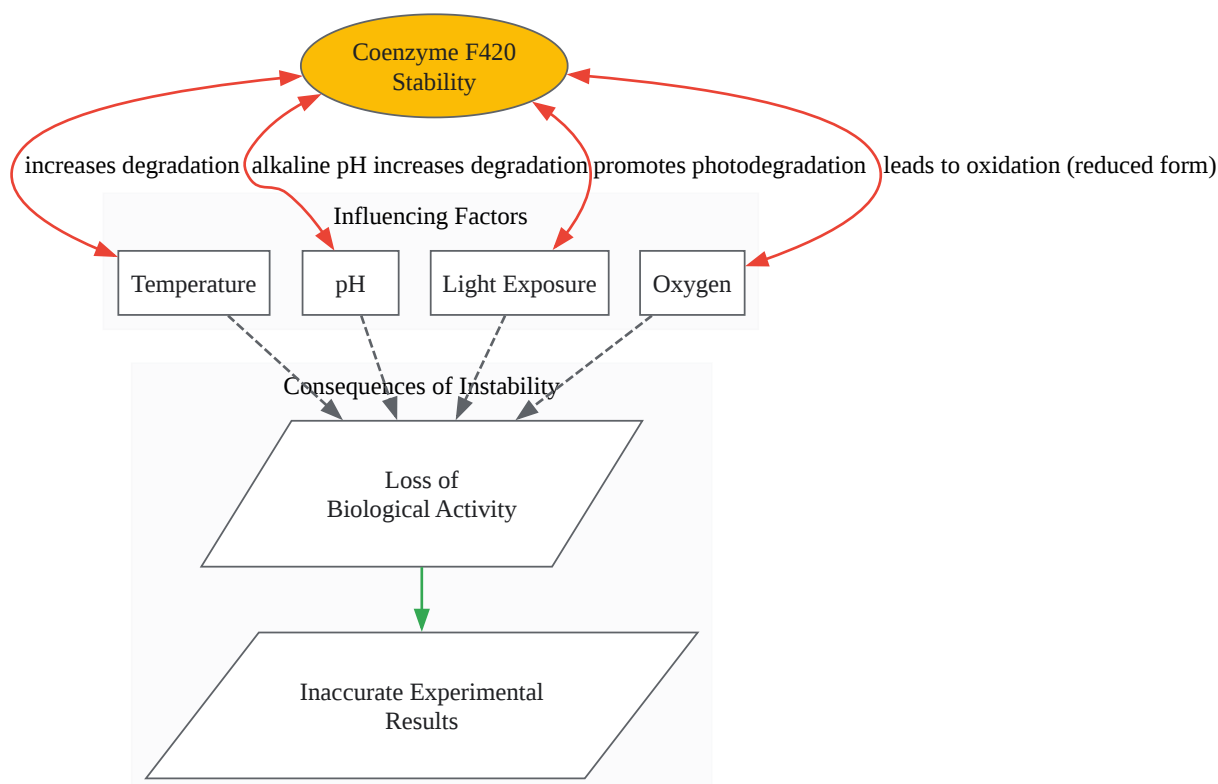 Coenzyme F420
Stability
increases degradation
alkaline pH increases degradation
promotes photodegradation
leads to oxidation (reduced form)
Influencing Factors
Temperature
pH
Light Exposure
Oxygen
Consequences of Instability
Loss of
Biological Activity
Inaccurate Experimental
Results